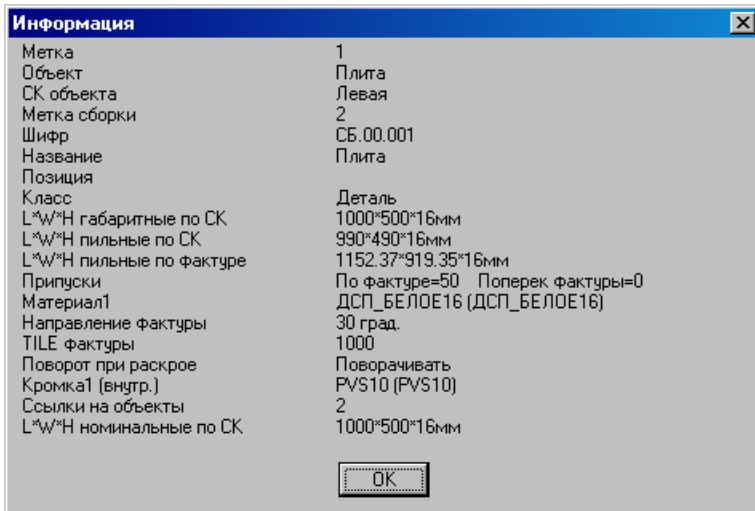 Информация
Метка 1
Объект Плита
СК объекта Левая
Метка сборки 2
Шифр СБ.00.001
Название Плита
Позиция
Класс Деталь
L*W*H габаритные по СК 1000*500*16мм
L*W*H пильные по СК 990*490*16мм
L*W*H пильные по фактуре 1152.37*919.35*16мм
Припуски По фактуре=50 Поперек фактуры=0
Материал1 ДСП_БЕЛОЕ16 (ДСП_БЕЛОЕ16)
Направление фактуры 30 град.
TILE фактуры 1000
Поворот при раскрое Поворачивать
Кромка1 (внутр.) PVS10 (PVS10)
Ссылки на объекты 2
L*W*H номинальные по СК 1000*500*16мм
OK